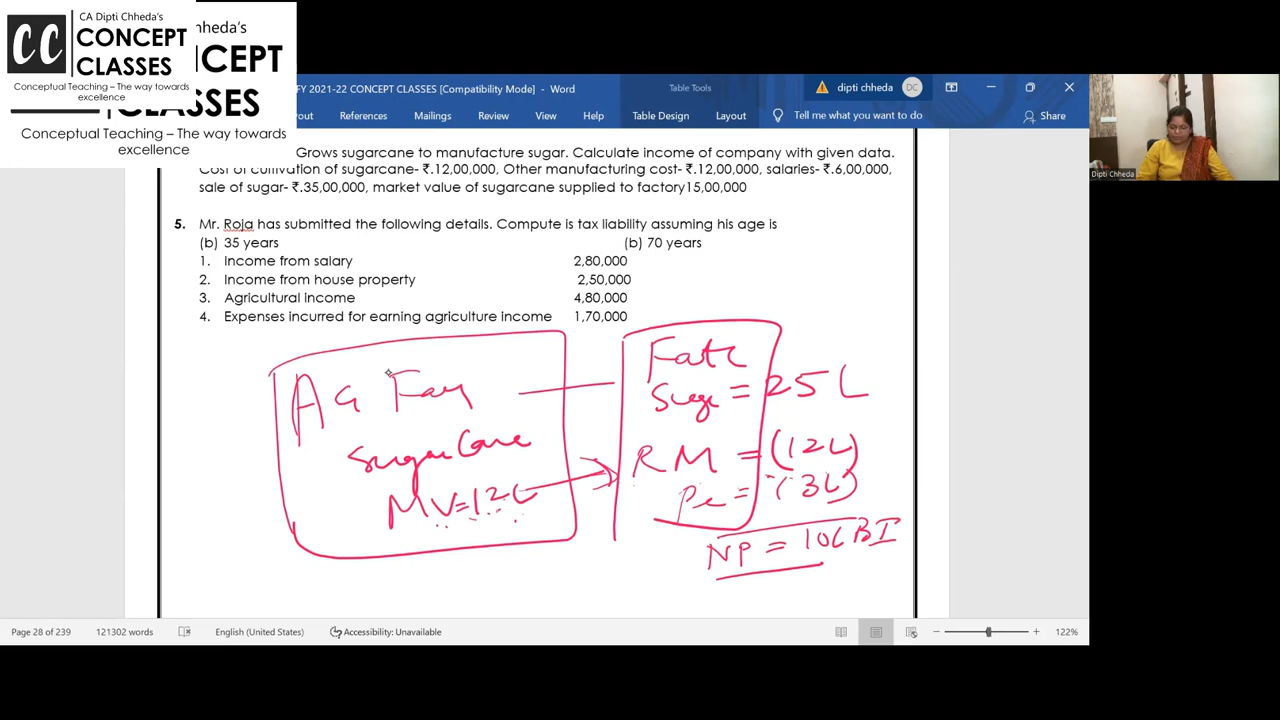 CA Dipti Chheda's
CONCEPT
CLASSES
Conceptual Teaching – The way towards
excellence
hheda's
CEPT
SSES
Conceptual Teaching – The way towards
excellence
FY 2021-22 CONCEPT CLASSES [Compatibility Mode] - Word
Table Tools
dipti chheda
DC
References
Mailings
Review
View
Help
Table Design
Layout
Tell me what you want to do
Share
Dipti Chheda
Grows sugarcane to manufacture sugar. Calculate income of company with given data.
Cost of cultivation of sugarcane- ₹.12,00,000, Other manufacturing cost- ₹.12,00,000, salaries- ₹.6,00,000,
sale of sugar- ₹.35,00,000, market value of sugarcane supplied to factory15,00,000
5. Mr. Roja has submitted the following details. Compute is tax liability assuming his age is
(b) 35 years (b) 70 years
1. Income from salary 2,80,000
2. Income from house property 2,50,000
3. Agricultural income 4,80,000
4. Expenses incurred for earning agriculture income 1,70,000
= 25 L
SugarCane
RM = (12L)
MV=12L
= (3L)
NP = 10L BI
Page 28 of 239
121302 words
English (United States)
Accessibility: Unavailable
122%